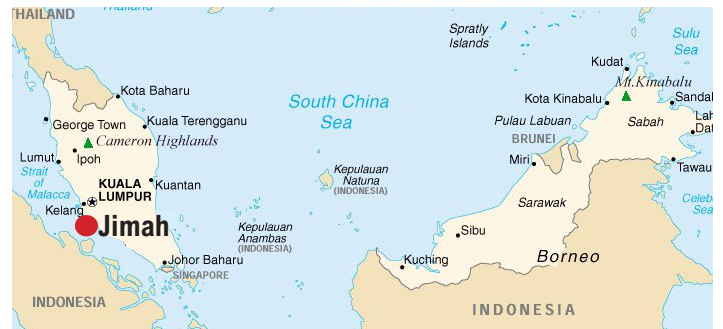 THAILAND
Thailand
Spratly
Islands
Sulu
Sea
Kudat
Mt.Kinabalu
Kota Baharu
Kota Kinabalu
Sandal
South China
Sea
George Town
Kuala Terengganu
Pulau Labuan
Sabah
Lah
Dat
Cameron Highlands
BRUNEI
Lumut
Ipoh
Miri
Tawau
Strait
of
Malacca
KUALA
LUMPUR
Kuantan
Kepulauan
Natuna
(INDONESIA)
Kelang
Sarawak
Celebe
Sea
Jimah
Kepulauan
Anambas
(INDONESIA)
Sibu
Johor Baharu
Kuching
Borneo
SINGAPORE
INDONESIA
INDONESIA